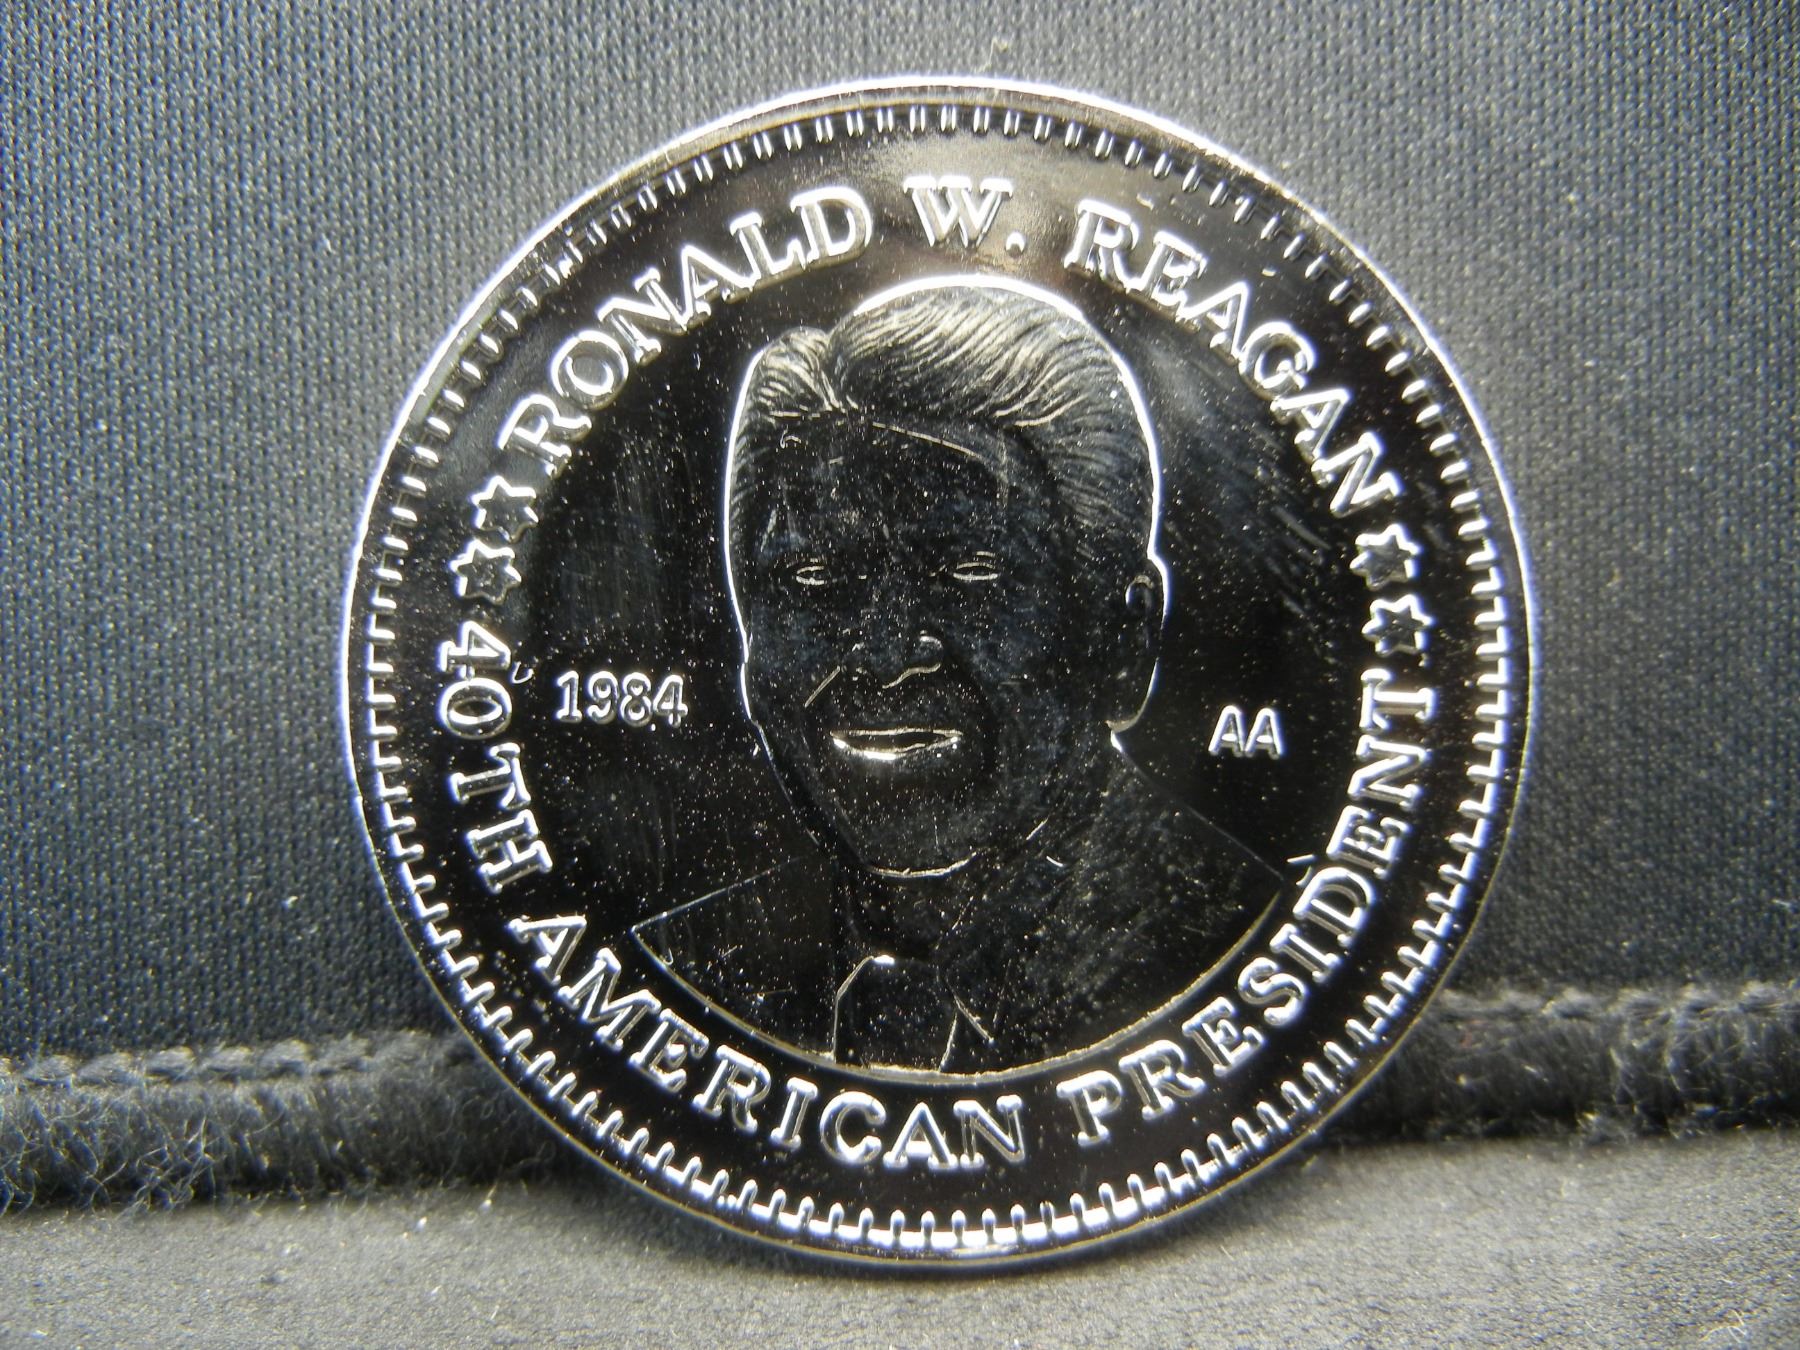 RONALD W. REAGAN
1984
AA
40TH AMERICAN PRESIDENT